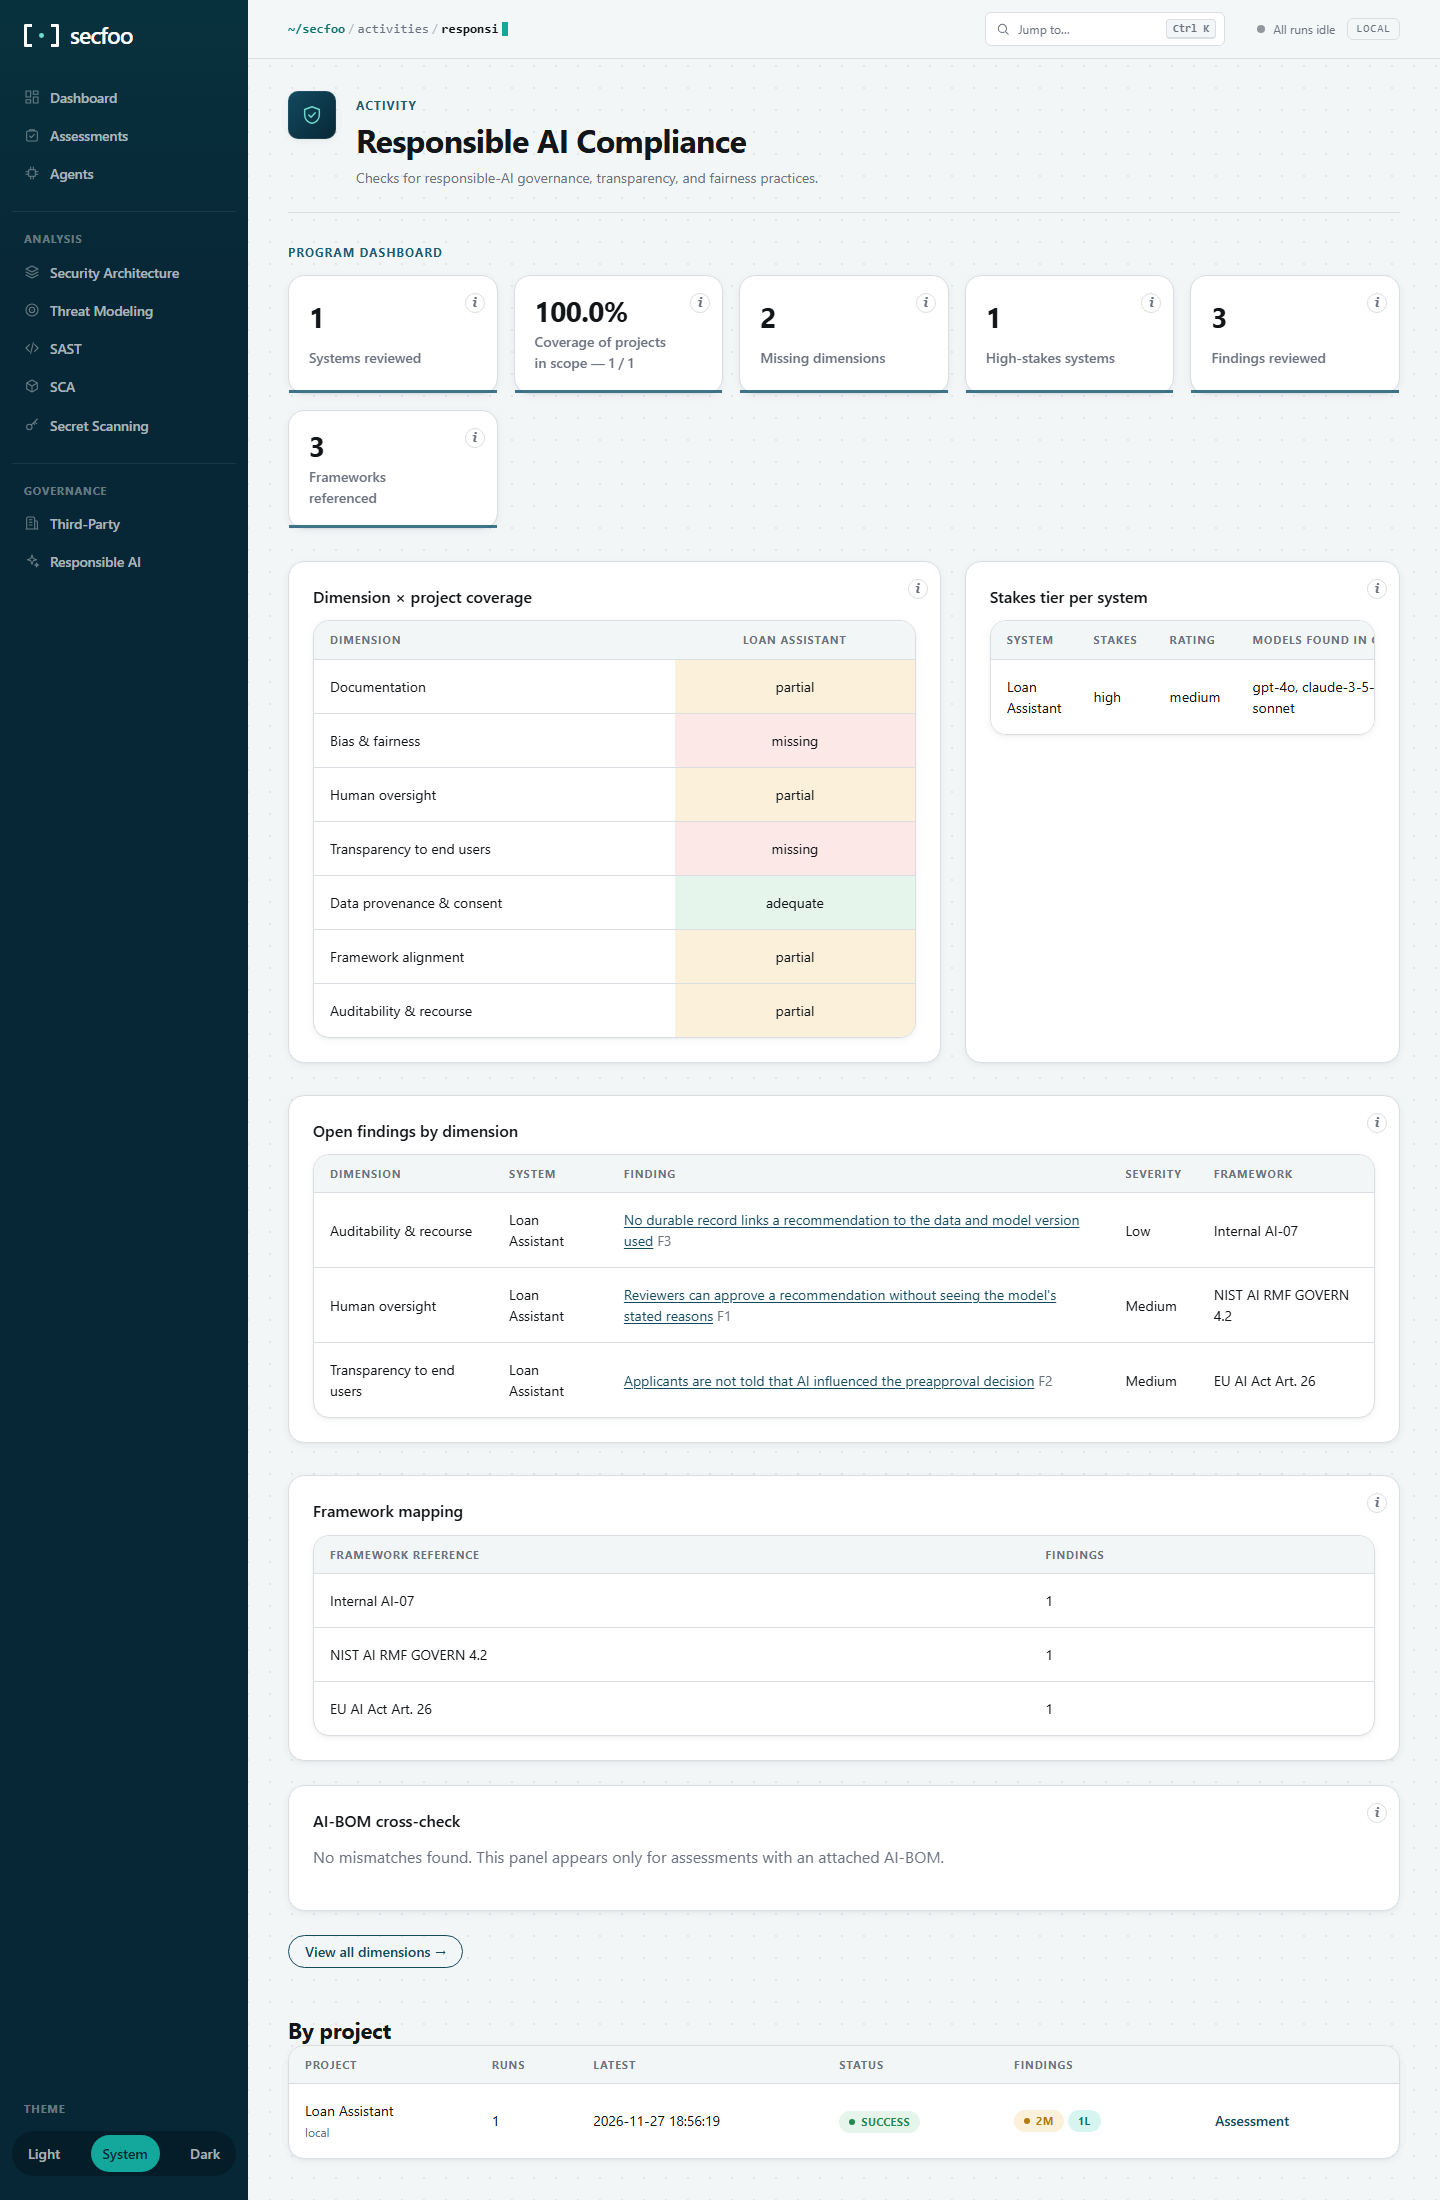 [·] secfoo
Dashboard
Assessments
Agents
ANALYSIS
Security Architecture
Threat Modeling
SAST
SCA
Secret Scanning
GOVERNANCE
Third-Party
Responsible AI
THEME
Light System Dark
~/secfoo / activities / responsi
Jump to... Ctrl K
All runs idle LOCAL
ACTIVITY
Responsible AI Compliance
Checks for responsible-AI governance, transparency, and fairness practices.
PROGRAM DASHBOARD
1
Systems reviewed
i
100.0%
Coverage of projects
in scope — 1 / 1
i
2
Missing dimensions
i
1
High-stakes systems
i
3
Findings reviewed
i
3
Frameworks
referenced
i
Dimension × project coverage
i
DIMENSION LOAN ASSISTANT
Documentation partial
Bias & fairness missing
Human oversight partial
Transparency to end users missing
Data provenance & consent adequate
Framework alignment partial
Auditability & recourse partial
Stakes tier per system
i
SYSTEM STAKES RATING MODELS FOUND IN
Loan
Assistant
high
medium
gpt-4o, claude-3-5-
sonnet
Open findings by dimension
i
DIMENSION SYSTEM FINDING SEVERITY FRAMEWORK
Auditability & recourse
Loan
Assistant
No durable record links a recommendation to the data and model version
used F3
Low
Internal AI-07
Human oversight
Loan
Assistant
Reviewers can approve a recommendation without seeing the model's
stated reasons F1
Medium
NIST AI RMF GOVERN
4.2
Transparency to end
users
Loan
Assistant
Applicants are not told that AI influenced the preapproval decision F2
Medium
EU AI Act Art. 26
Framework mapping
i
FRAMEWORK REFERENCE FINDINGS
Internal AI-07 1
NIST AI RMF GOVERN 4.2 1
EU AI Act Art. 26 1
AI-BOM cross-check
i
No mismatches found. This panel appears only for assessments with an attached AI-BOM.
View all dimensions →
By project
PROJECT RUNS LATEST STATUS FINDINGS
Loan Assistant
local
1
2026-11-27 18:56:19
SUCCESS
2M 1L
Assessment